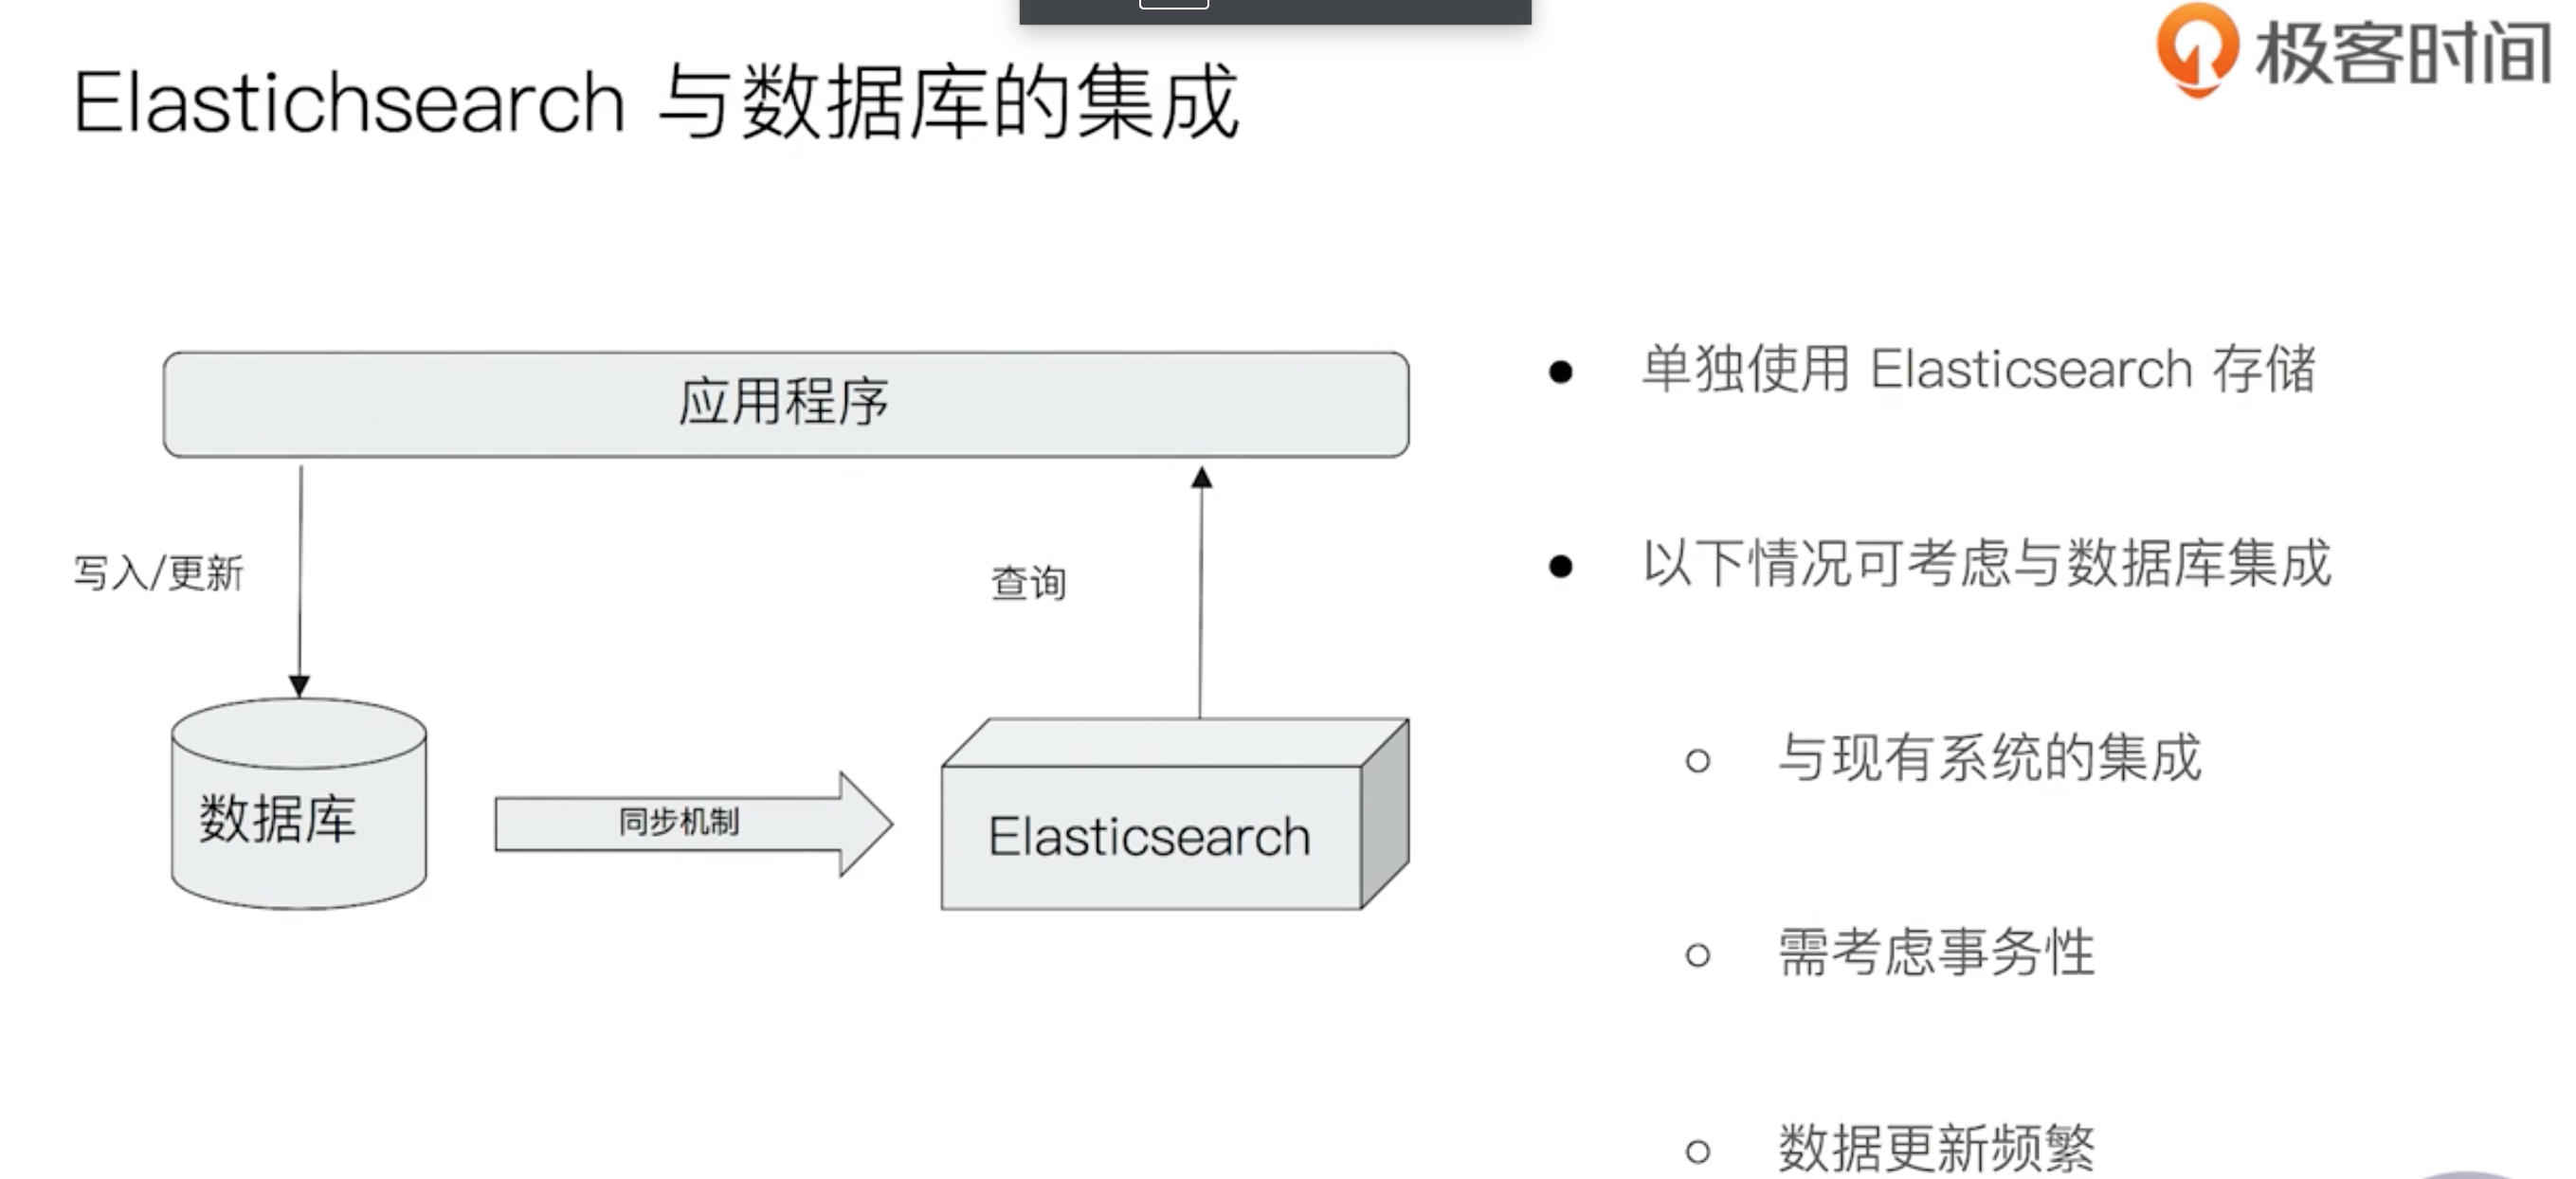 极客时间
Elastichsearch 与数据库的集成
应用程序
写入/更新
查询
数据库
同步机制
Elasticsearch
单独使用 Elasticsearch 存储
以下情况可考虑与数据库集成
与现有系统的集成
需考虑事务性
数据更新频繁